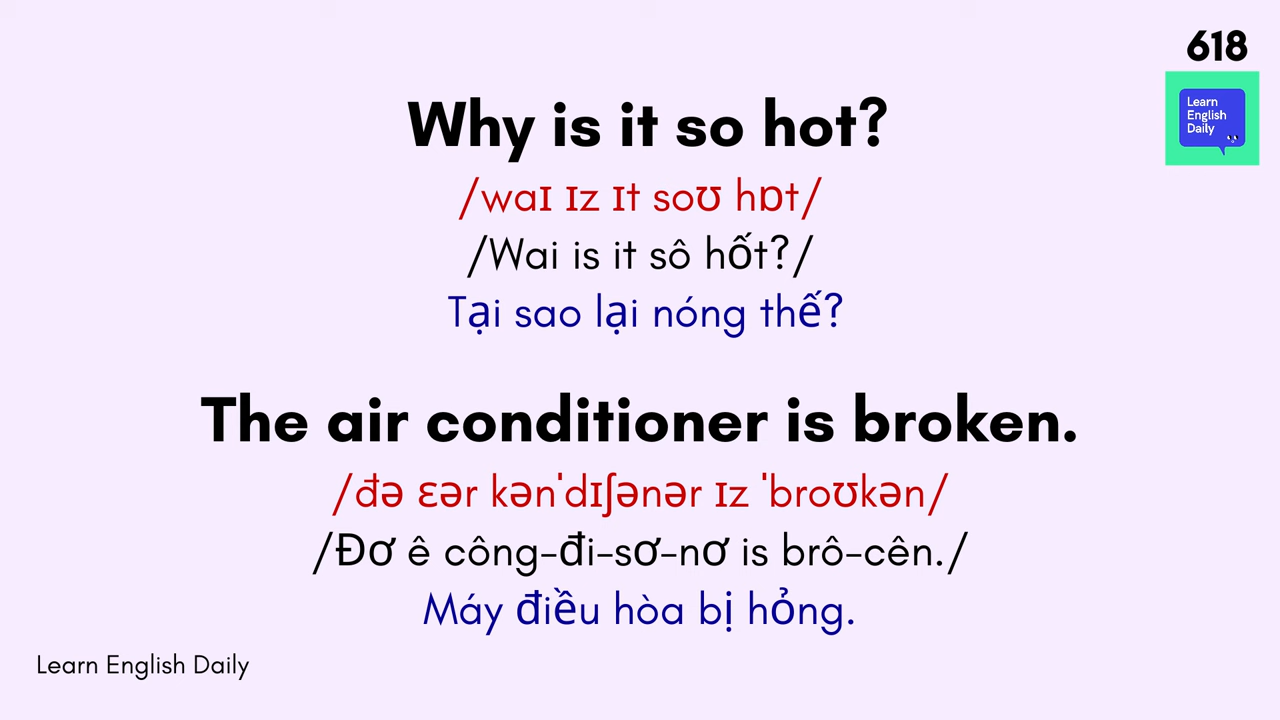 618
Learn
English
Daily
Why is it so hot?
/waɪ ɪz ɪt soʊ hɒt/
/Wai is it sô hốt?/
Tại sao lại nóng thế?
The air conditioner is broken.
/đə ɛər kənˈdɪʃənər ɪz ˈbroʊkən/
/Đơ ê công-đi-sơ-nơ is brô-cên./
Máy điều hòa bị hỏng.
Learn English Daily